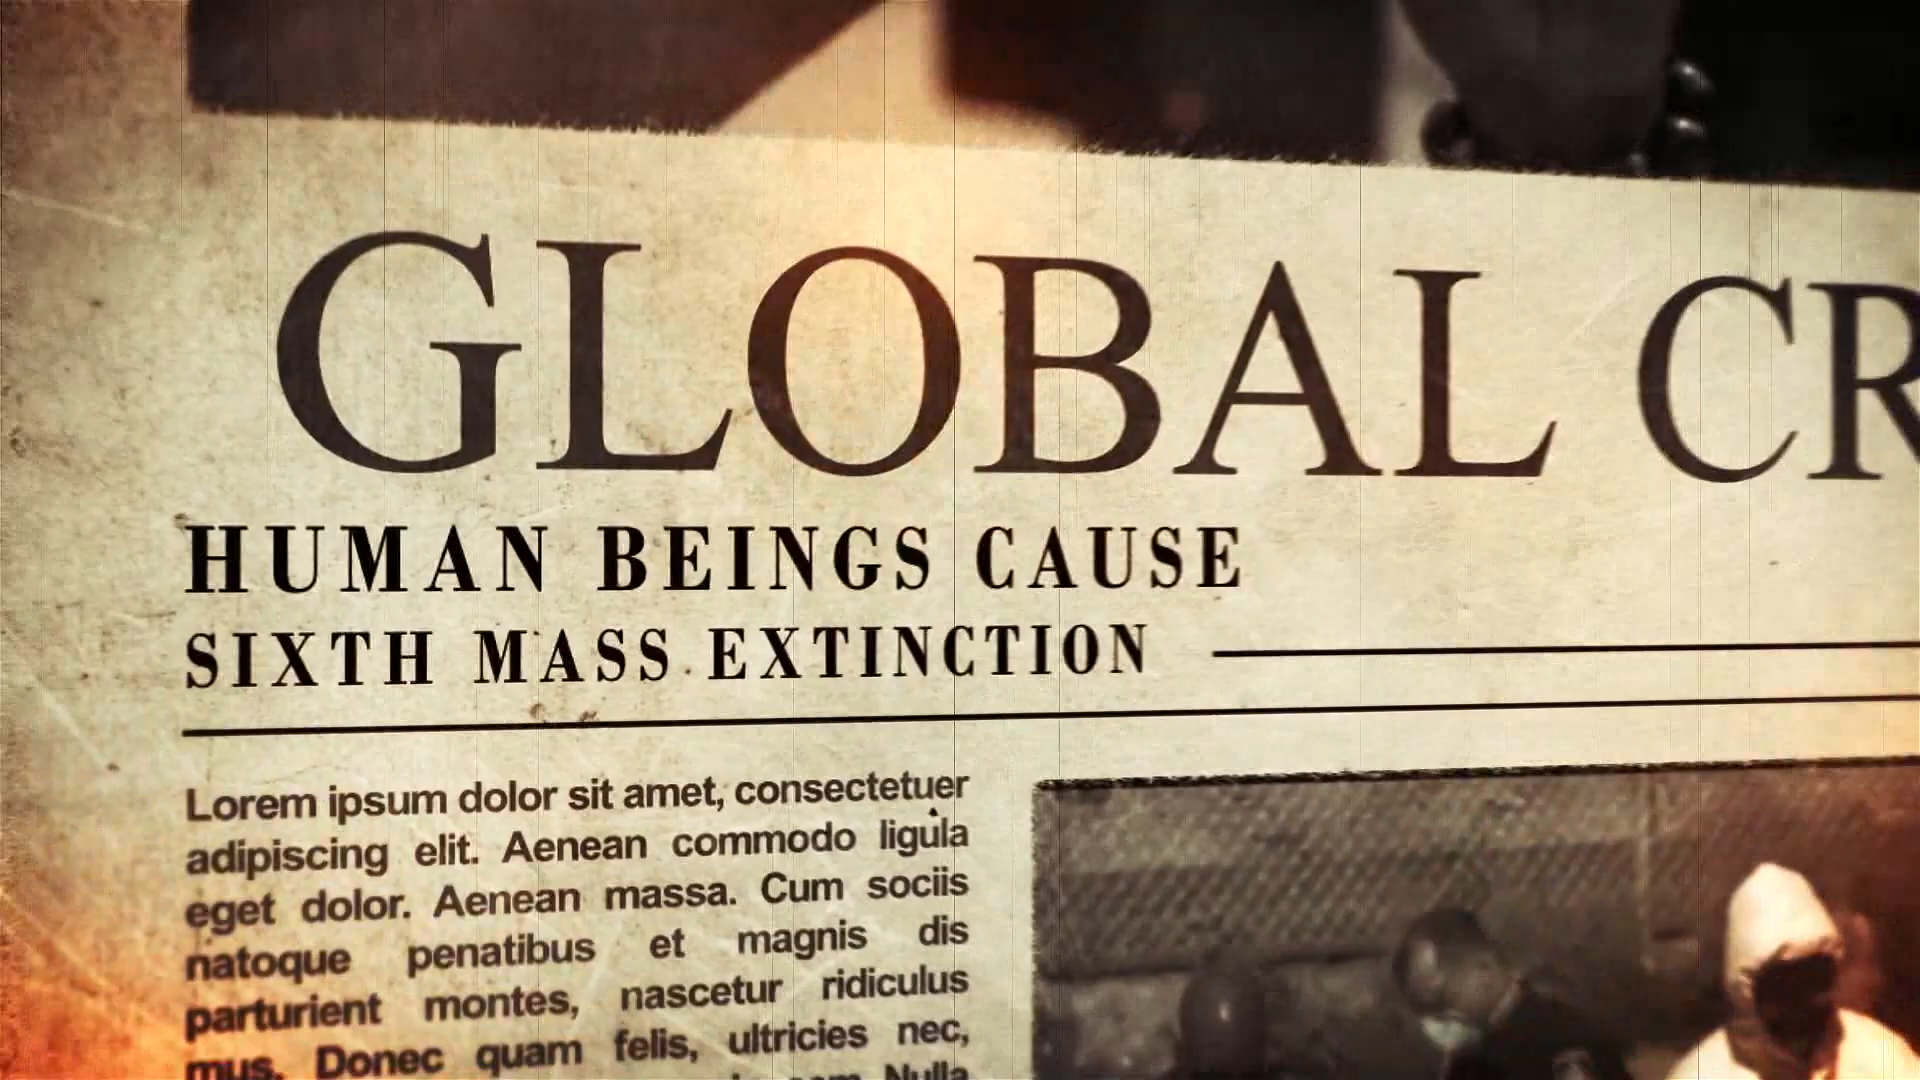 GLOBAL CR
HUMAN BEINGS CAUSE
SIXTH MASS EXTINCTION
Lorem ipsum dolor sit amet, consectetuer
adipiscing elit. Aenean commodo ligula
eget dolor. Aenean massa. Cum sociis
natoque penatibus et magnis dis
parturient montes, nascetur ridiculus
mus. Donec quam felis, ultricies nec,
Nulla